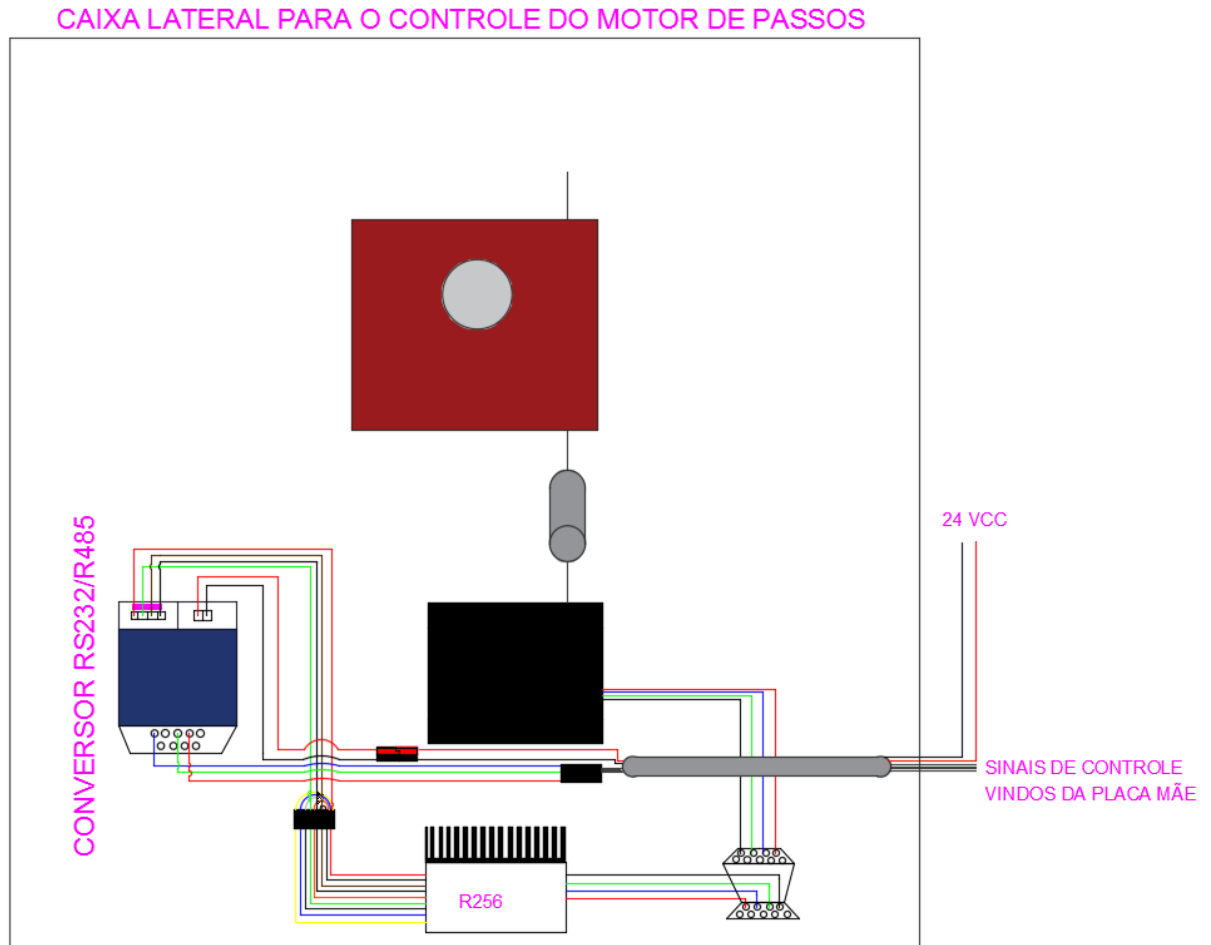 CAIXA LATERAL PARA O CONTROLE DO MOTOR DE PASSOS
24 VCC
CONVERSOR RS232/R485
SINAIS DE CONTROLE
VINDOS DA PLACA MÃE
R256